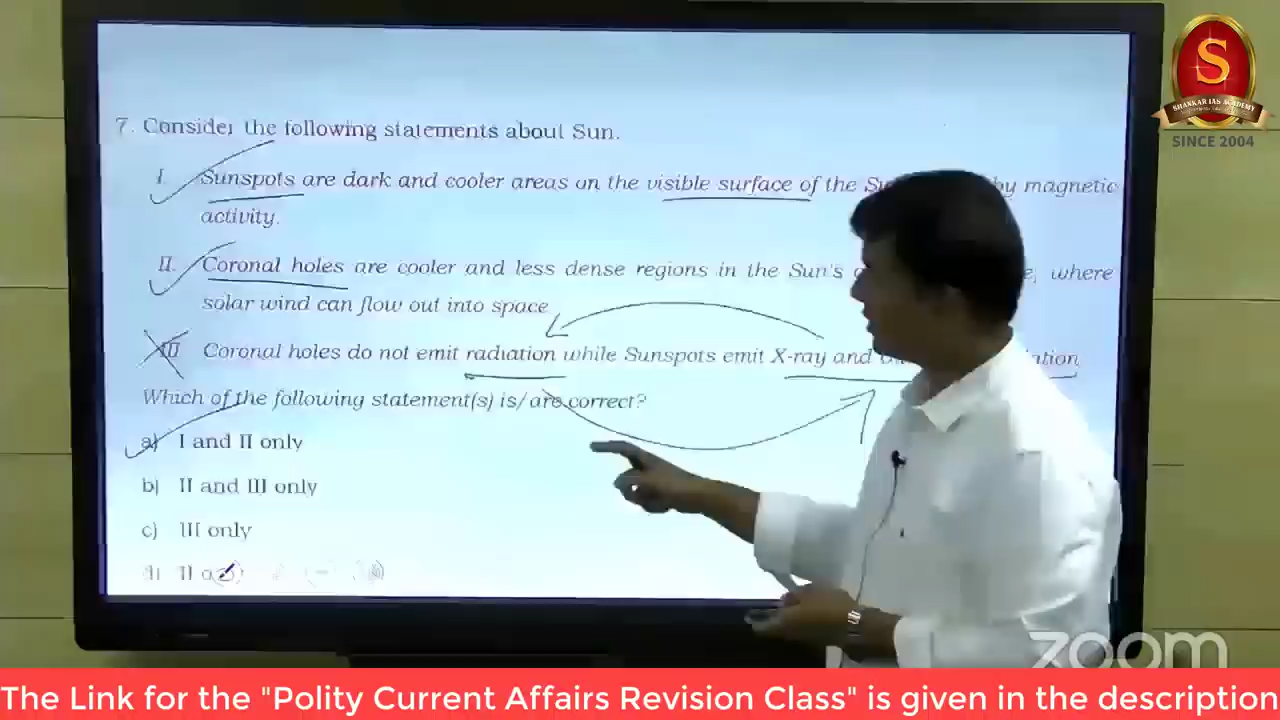 7. Consider the following statements about Sun.
I. Sunspots are dark and cooler areas on the visible surface of the by magnetic
activity.
II. Coronal holes are cooler and less dense regions in the Sun's where
solar wind can flow out into space
III Coronal holes do not emit radiation while Sunspots emit X-ray and
Which of the following statement(s) is/are correct?
a) I and II only
b) II and III only
c) III only
d) II
S
SHANKAR IAS ACADEMY
SINCE 2004
zoom
The Link for the "Polity Current Affairs Revision Class" is given in the description